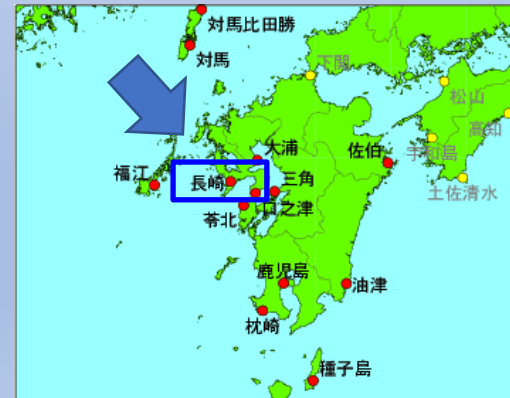 対馬比田勝
対馬
下関
松山
高知
大浦
佐伯
宇和島
福江
長崎
三角
土佐清水
苓北
口之津
鹿児島
油津
枕崎
種子島